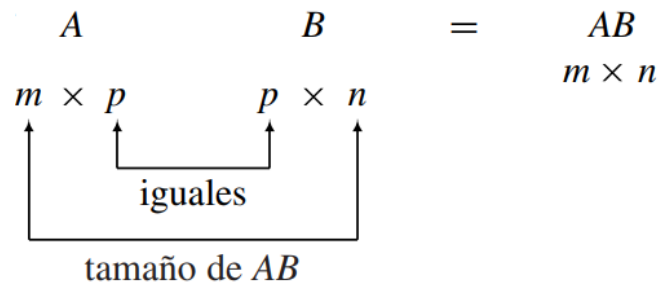 A B = AB
m × p p × n m × n
iguales
tamaño de AB